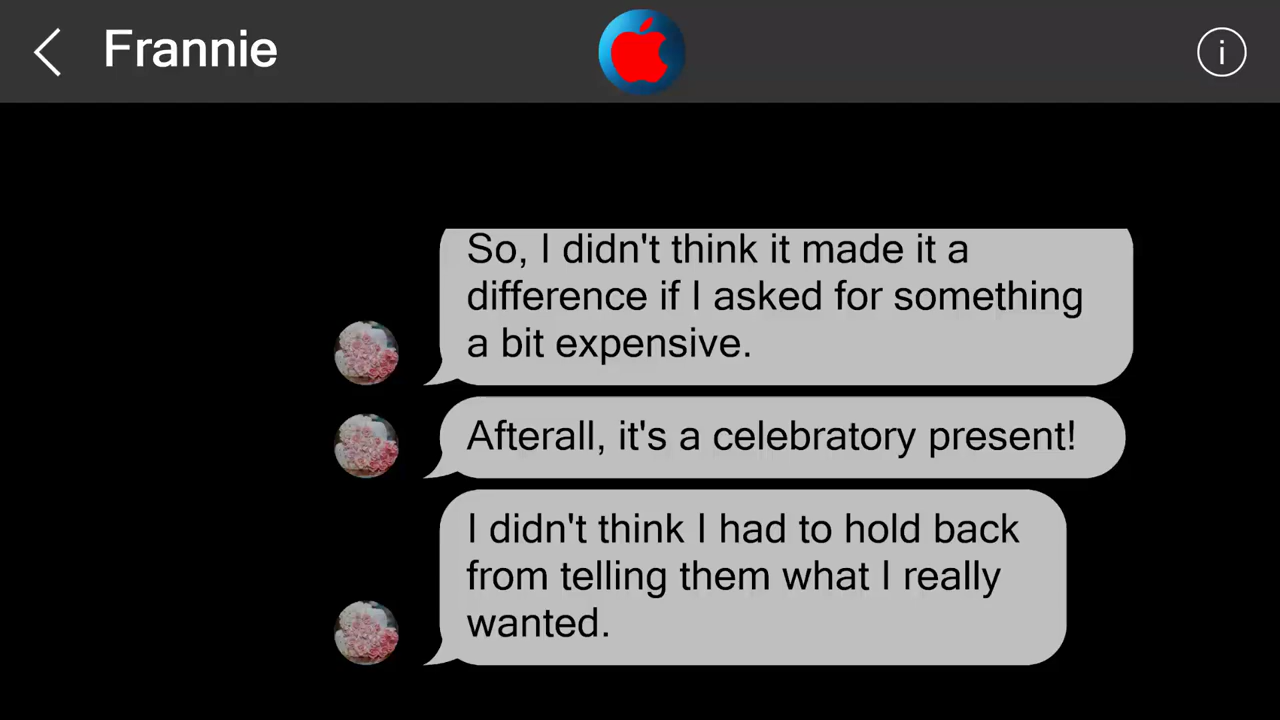 Frannie
i
So, I didn't think it made it a
difference if I asked for something
a bit expensive.
Afterall, it's a celebratory present!
I didn't think I had to hold back
from telling them what I really
wanted.